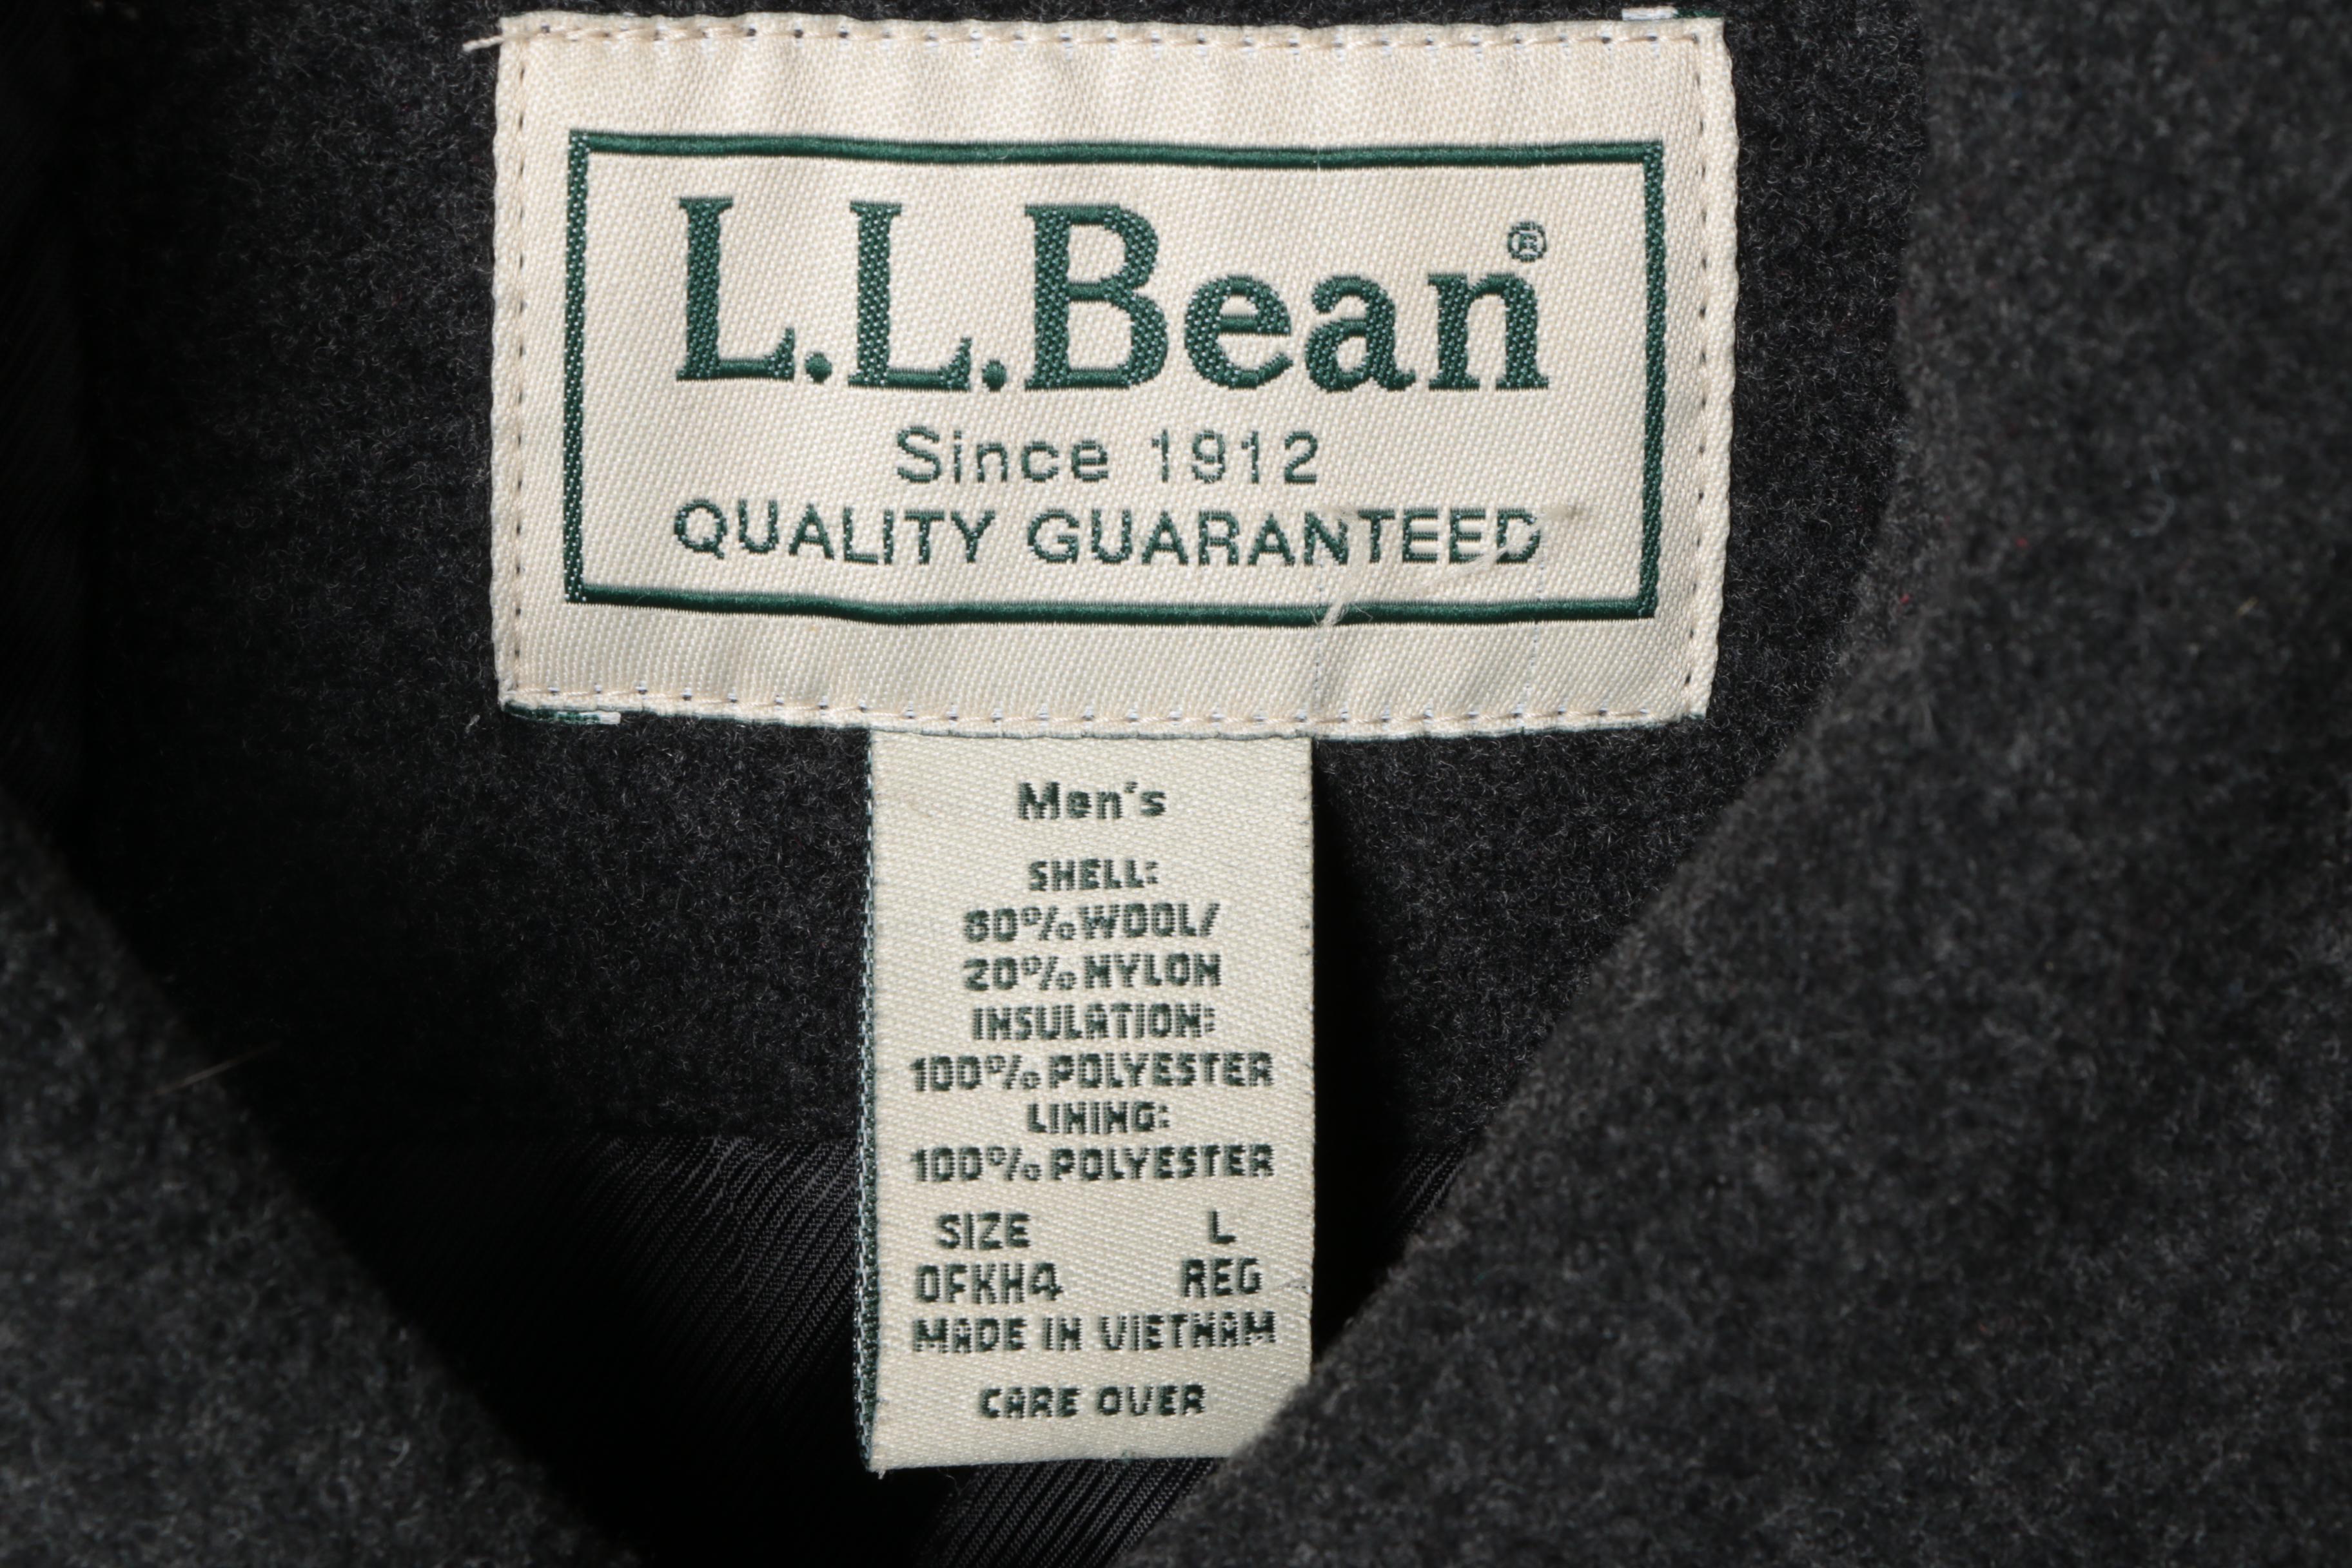 L.L.Bean®
Since 1912
QUALITY GUARANTEED
Men's
SHELL:
80% WOOL/
20% NYLON
INSULATION:
100% POLYESTER
LINING:
100% POLYESTER
SIZE L
0FKH4 REG
MADE IN VIETNAM
CARE OVER